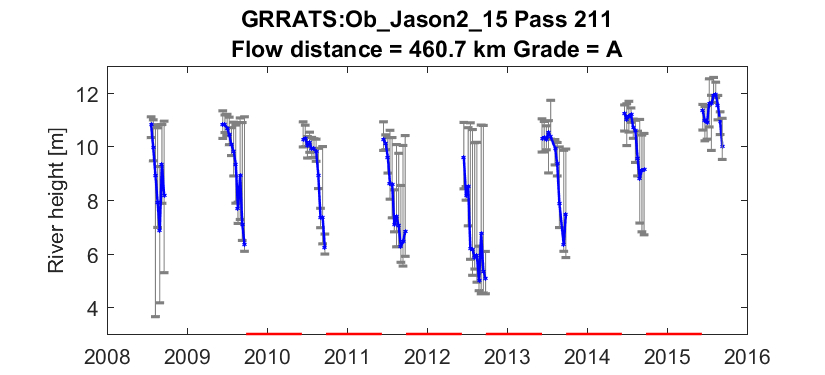 GRRATS:Ob_Jason2_15 Pass 211
Flow distance = 460.7 km Grade = A
River height [m]
12
10
8
6
4
2008 2009 2010 2011 2012 2013 2014 2015 2016